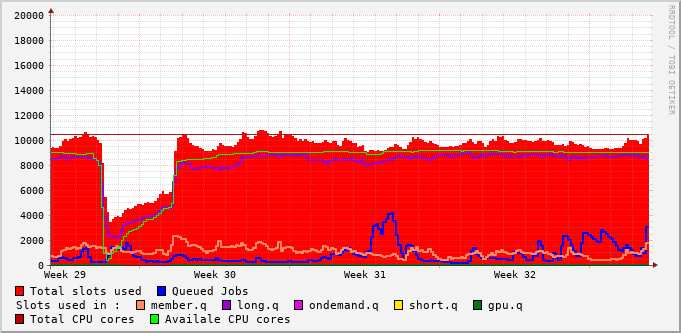 20000
18000
16000
14000
12000
10000
8000
6000
4000
2000
0
Week 29 Week 30 Week 31 Week 32
Total slots used Queued Jobs
Slots used in : member.q long.q ondemand.q short.q gpu.q
Total CPU cores Availale CPU cores
RRDTOOL / TOBI OETIKER